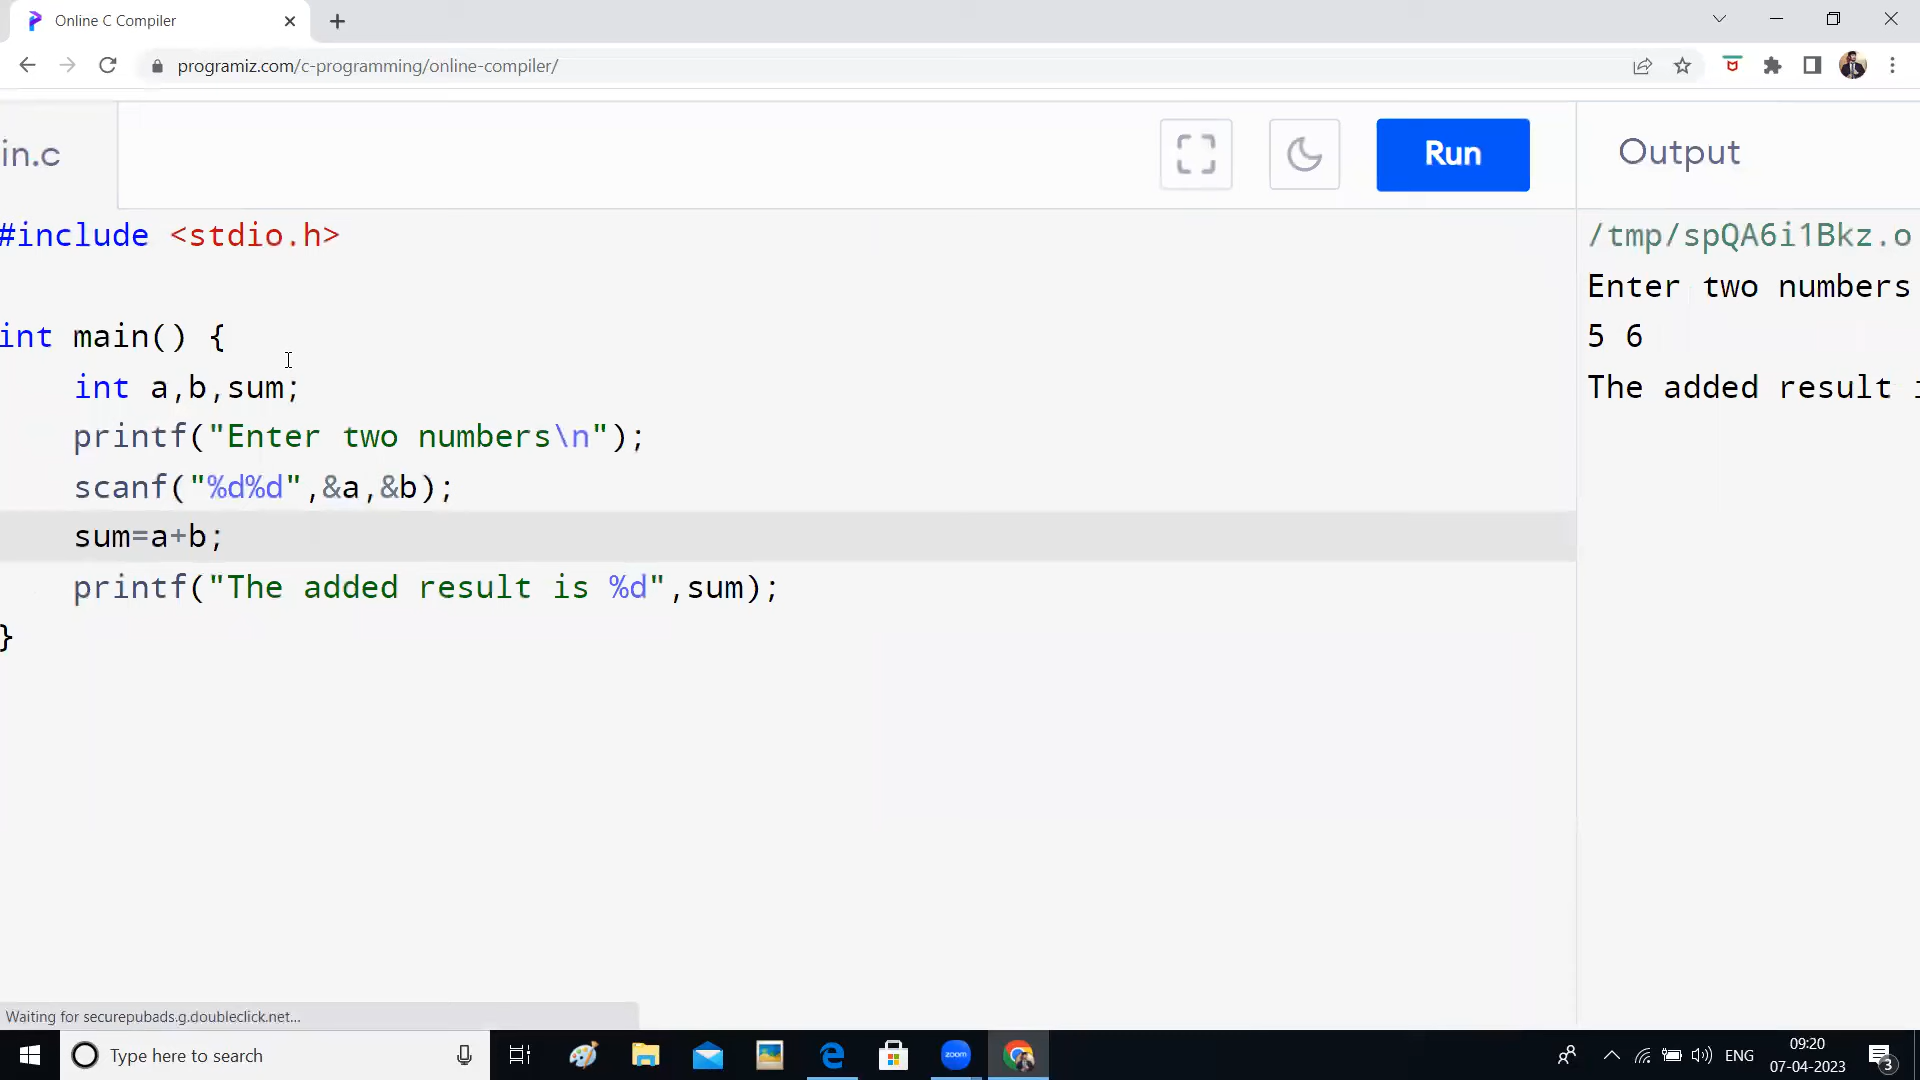 Online C Compiler
programiz.com/c-programming/online-compiler/
in.c
Run
Output
#include <stdio.h>
int main() {
int a,b,sum;
printf("Enter two numbers\n");
scanf("%d%d",&a,&b);
sum=a+b;
printf("The added result is %d",sum);
}
/tmp/spQA6i1Bkz.o
Enter two numbers
5 6
The added result i
Waiting for securepubads.g.doubleclick.net...
Type here to search
zoom
ENG
09:20
07-04-2023
3